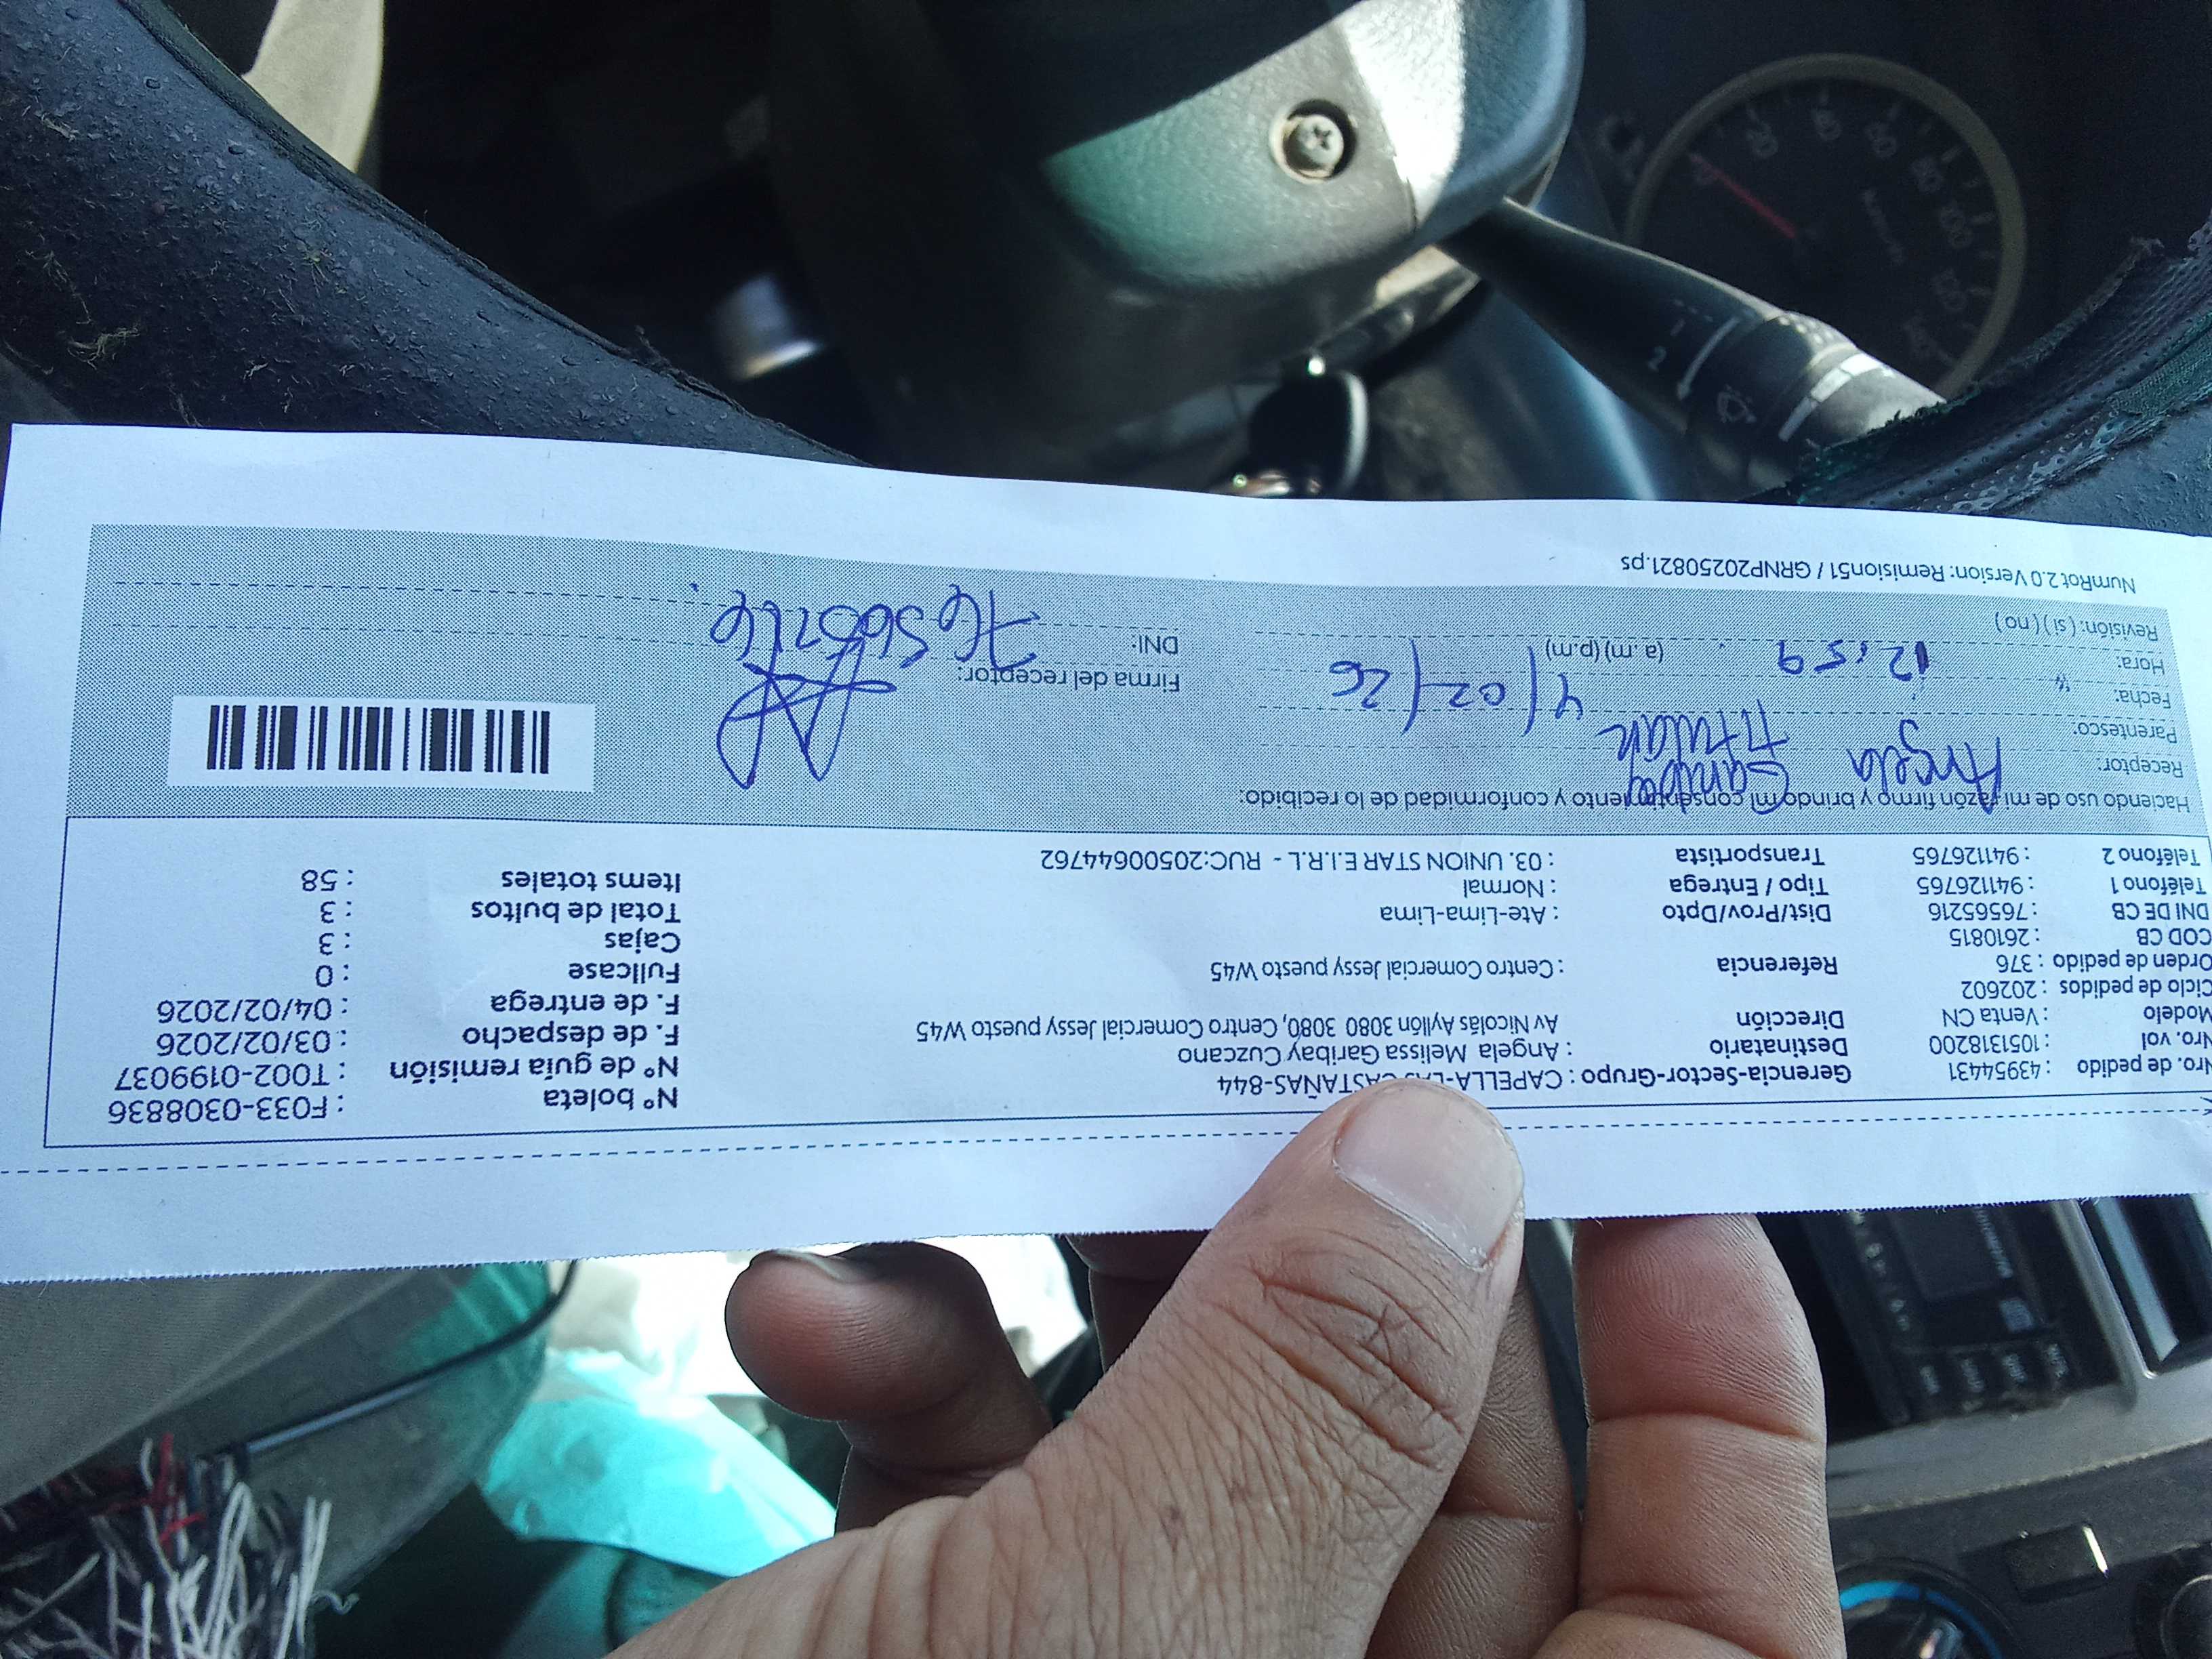 Nro. de pedido : 43954431 Gerencia-Sector-Grupo : CAPELLA-LAS CASTAÑAS-844 N° boleta : F033-0308836
Nro. vol : 1051318200 Destinatario : Angela Melissa Garibay Cuzcano N° de guía remisión : T002-0199037
Modelo : Venta CN Dirección Av Nicolás Ayllón 3080 3080, Centro Comercial Jessy puesto W45 F. de despacho : 03/02/2026
Ciclo de pedidos : 202602 F. de entrega : 04/02/2026
Orden de pedido : 376 Referencia : Centro Comercial Jessy puesto W45 Fullcase : 0
COD CB : 2610815 Cajas : 3
DNI DE CB : 76565216 Dist/Prov/Dpto : Ate-Lima-Lima Total de bultos : 3
Teléfono 1 : 941126765 Tipo / Entrega : Normal Items totales : 58
Teléfono 2 : 941126765 Transportista : 03. UNION STAR E.I.R.L - RUC:20500644762
Haciendo uso de mi razón firmo y brindo mi consentimiento y conformidad de lo recibido:
Receptor: Angela Garibay
Parentesco: Titular
Fecha: 4/02/26 Firma del receptor:
Hora: 12:59 (a.m) (p.m) DNI: 76565216
Revisión: ( si ) ( no )
NumRot2.0 Version: Remision51 / GRNP20250821.ps